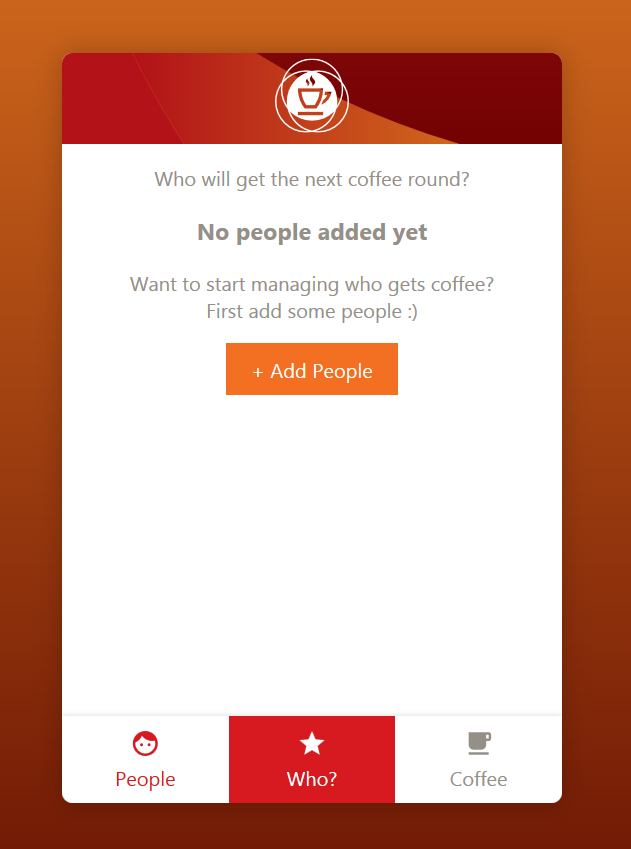 Who will get the next coffee round?
No people added yet
Want to start managing who gets coffee?
First add some people :)
+ Add People
People
Who?
Coffee